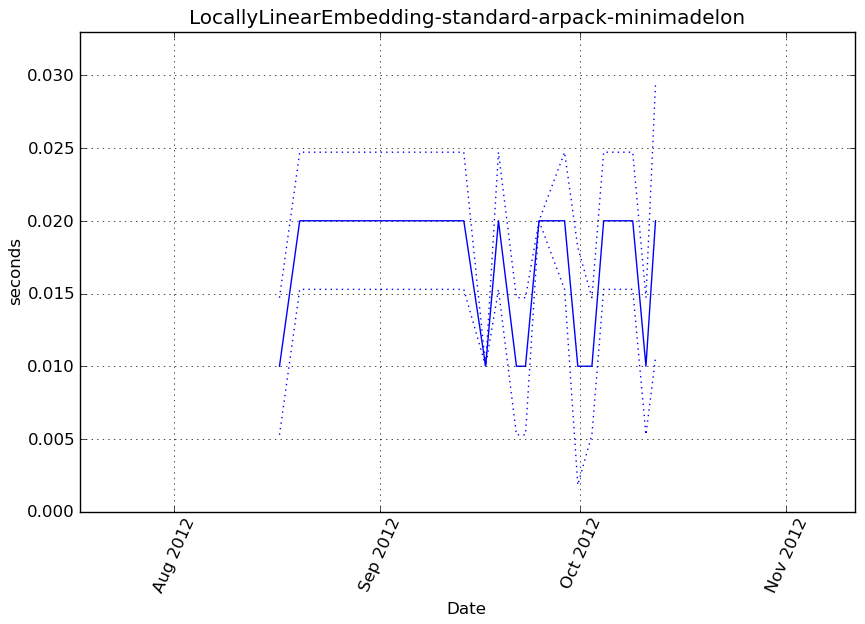 LocallyLinearEmbedding-standard-arpack-minimadelon
0.030
0.025
0.020
0.015
0.010
0.005
0.000
seconds
Aug 2012
Sep 2012
Oct 2012
Nov 2012
Date